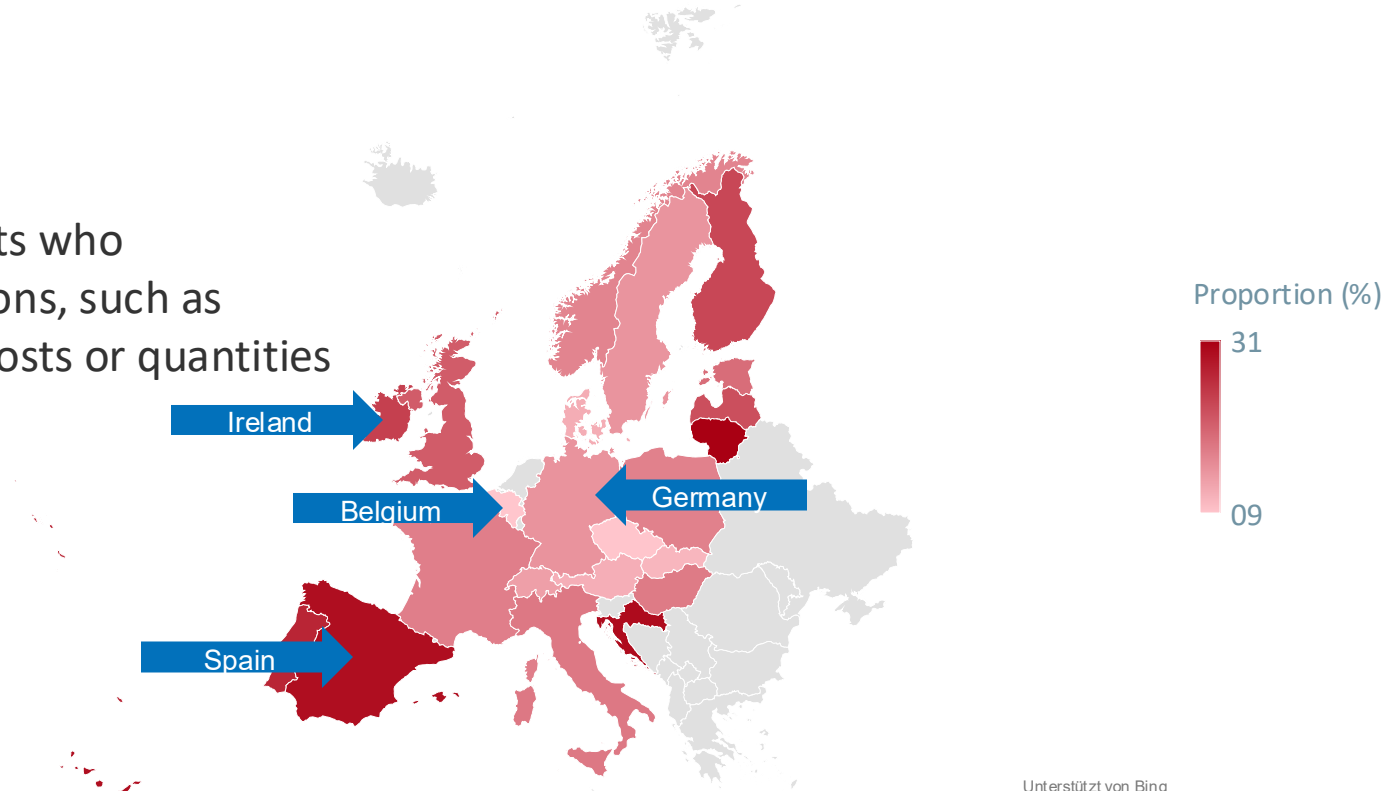 ts who
ons, such as
osts or quantities
Ireland
Belgium
Germany
Spain
Proportion (%)
31
09
Unterstützt von Bing